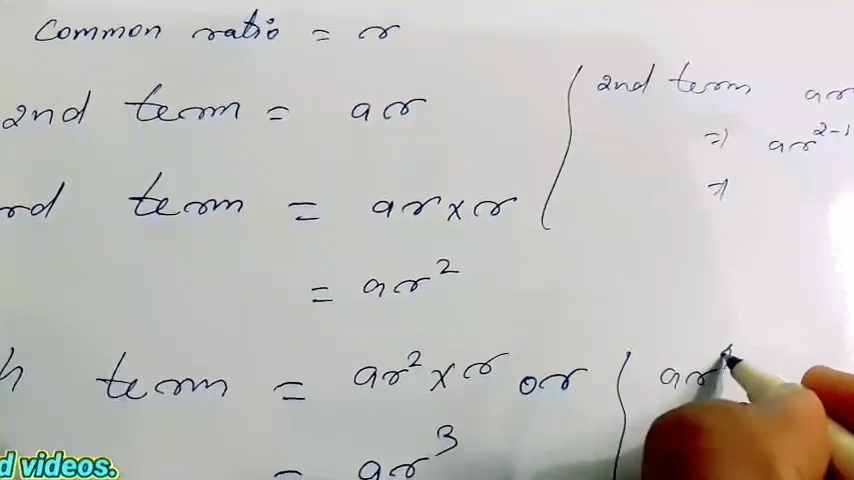 Common ratio = r
2nd term = ar
rd term = ar x r
= ar²
h term = ar² x r or
= ar³
2nd term ar
=> ar²⁻¹
=>
ar
d videos.